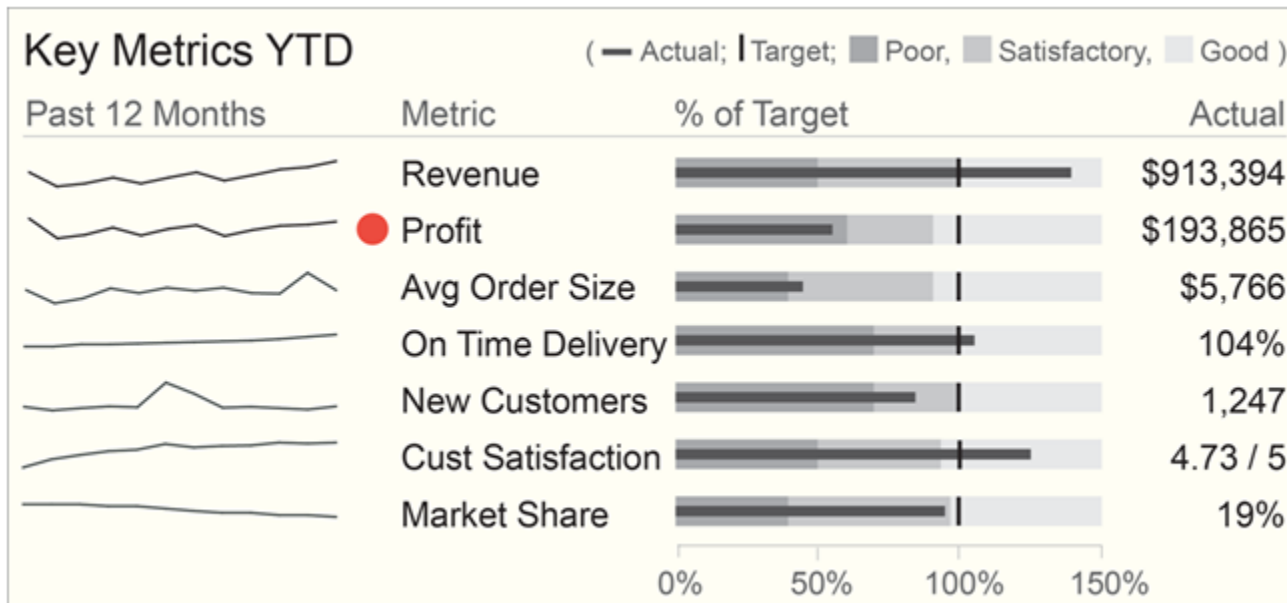 Key Metrics YTD ( Actual; Target; Poor, Satisfactory, Good )
Past 12 Months Metric % of Target Actual
Revenue $913,394
Profit $193,865
Avg Order Size $5,766
On Time Delivery 104%
New Customers 1,247
Cust Satisfaction 4.73 / 5
Market Share 19%
0% 50% 100% 150%